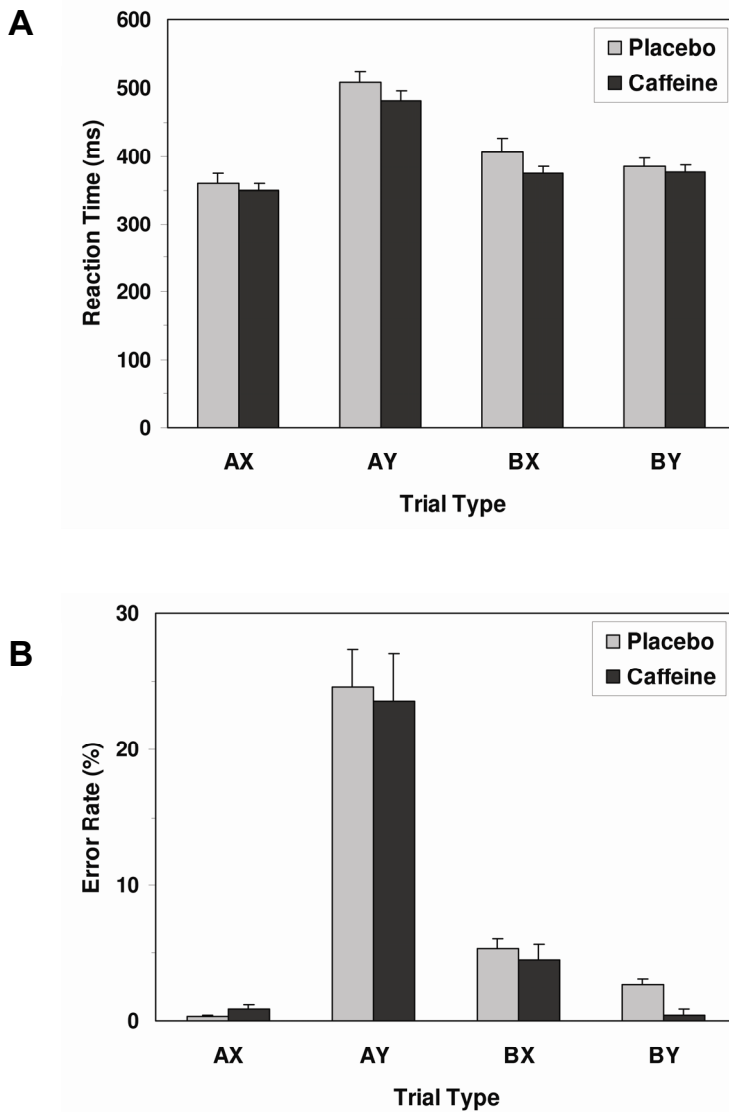 A
600
500
400
300
200
100
0
Reaction Time (ms)
Placebo
Caffeine
AX AY BX BY
Trial Type
B
30
20
10
0
Error Rate (%)
Placebo
Caffeine
AX AY BX BY
Trial Type